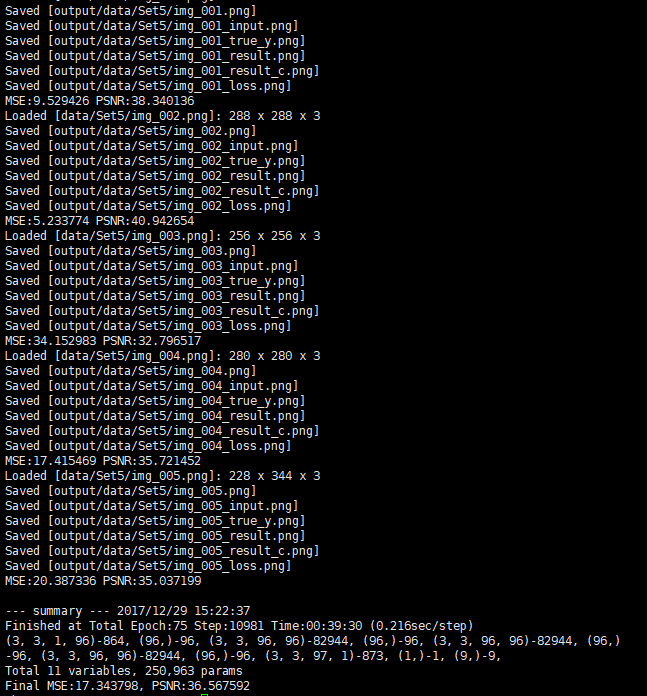 Saved [output/data/Set5/img_001.png]
Saved [output/data/Set5/img_001_input.png]
Saved [output/data/Set5/img_001_true_y.png]
Saved [output/data/Set5/img_001_result.png]
Saved [output/data/Set5/img_001_result_c.png]
Saved [output/data/Set5/img_001_loss.png]
MSE:9.529426 PSNR:38.340136
Loaded [data/Set5/img_002.png]: 288 x 288 x 3
Saved [output/data/Set5/img_002.png]
Saved [output/data/Set5/img_002_input.png]
Saved [output/data/Set5/img_002_true_y.png]
Saved [output/data/Set5/img_002_result.png]
Saved [output/data/Set5/img_002_result_c.png]
Saved [output/data/Set5/img_002_loss.png]
MSE:5.233774 PSNR:40.942654
Loaded [data/Set5/img_003.png]: 256 x 256 x 3
Saved [output/data/Set5/img_003.png]
Saved [output/data/Set5/img_003_input.png]
Saved [output/data/Set5/img_003_true_y.png]
Saved [output/data/Set5/img_003_result.png]
Saved [output/data/Set5/img_003_result_c.png]
Saved [output/data/Set5/img_003_loss.png]
MSE:34.152983 PSNR:32.796517
Loaded [data/Set5/img_004.png]: 280 x 280 x 3
Saved [output/data/Set5/img_004.png]
Saved [output/data/Set5/img_004_input.png]
Saved [output/data/Set5/img_004_true_y.png]
Saved [output/data/Set5/img_004_result.png]
Saved [output/data/Set5/img_004_result_c.png]
Saved [output/data/Set5/img_004_loss.png]
MSE:17.415469 PSNR:35.721452
Loaded [data/Set5/img_005.png]: 228 x 344 x 3
Saved [output/data/Set5/img_005.png]
Saved [output/data/Set5/img_005_input.png]
Saved [output/data/Set5/img_005_true_y.png]
Saved [output/data/Set5/img_005_result.png]
Saved [output/data/Set5/img_005_result_c.png]
Saved [output/data/Set5/img_005_loss.png]
MSE:20.387336 PSNR:35.037199
--- summary --- 2017/12/29 15:22:37
Finished at Total Epoch:75 Step:10981 Time:00:39:30 (0.216sec/step)
(3, 3, 1, 96)-864, (96,)-96, (3, 3, 96, 96)-82944, (96,)-96, (3, 3, 96, 96)-82944, (96,)
-96, (3, 3, 96, 96)-82944, (96,)-96, (3, 3, 97, 1)-873, (1,)-1, (9,)-9,
Total 11 variables, 250,963 params
Final MSE:17.343798, PSNR:36.567592